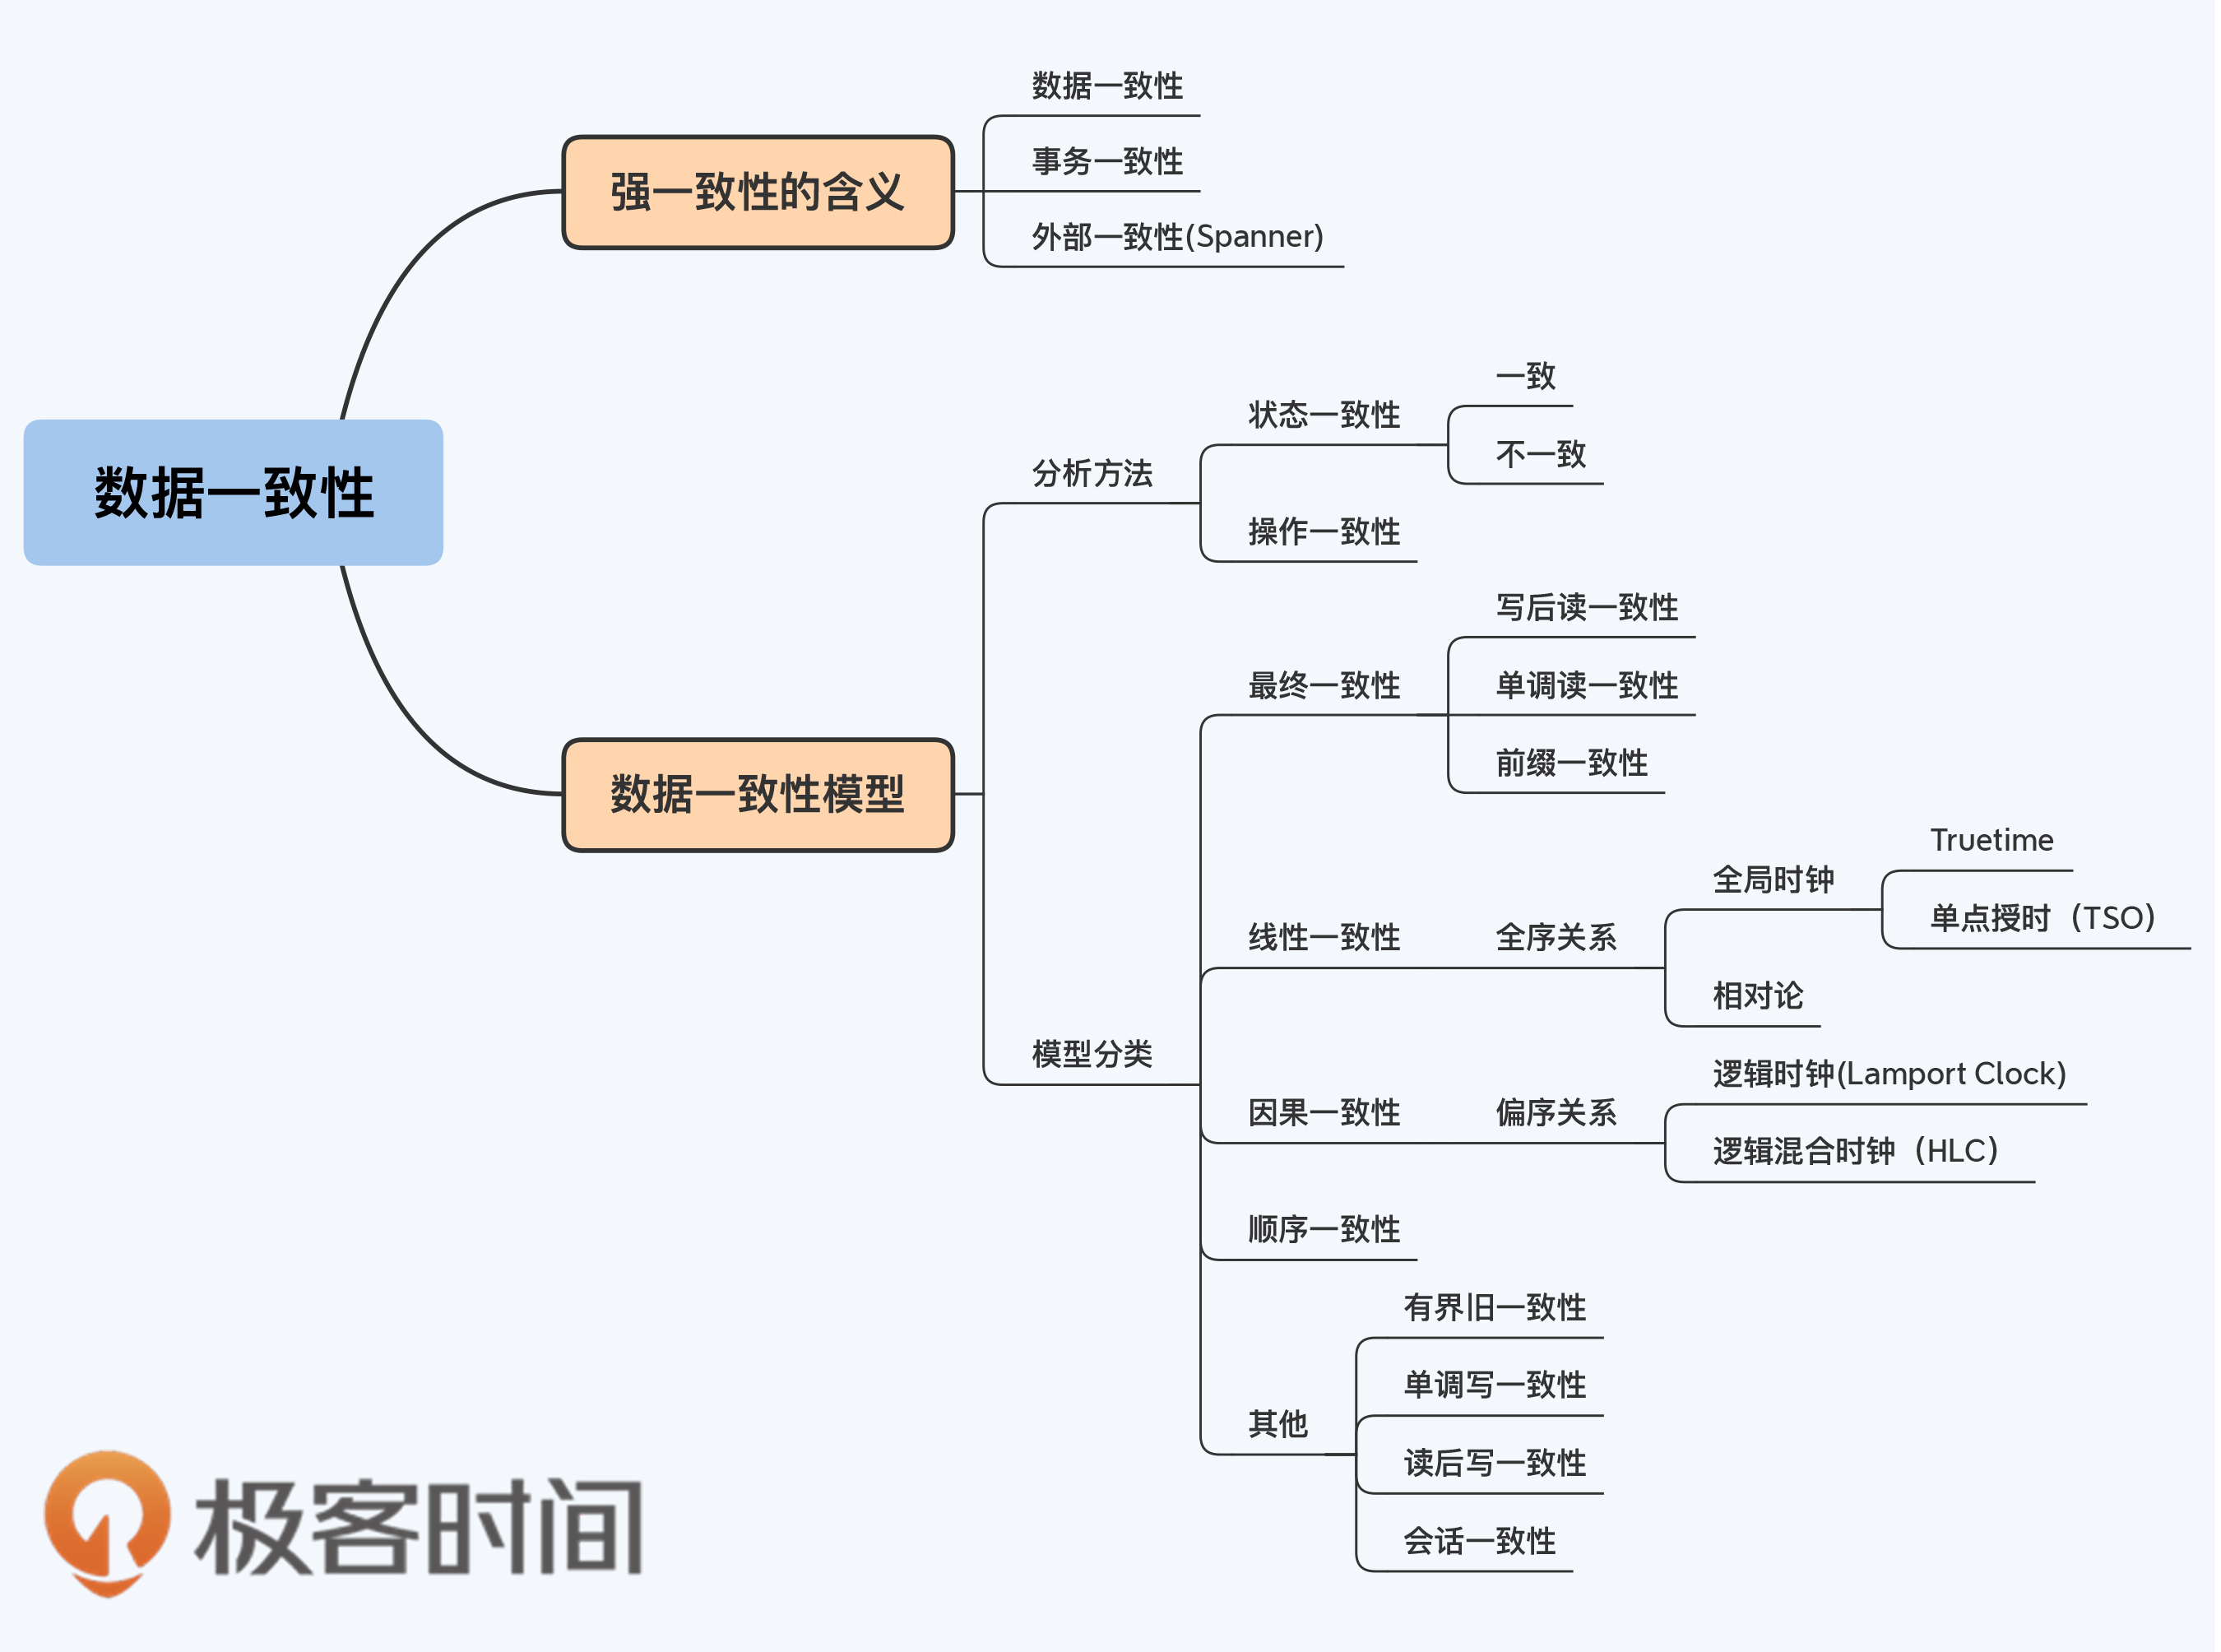 数据一致性
强一致性的含义
数据一致性
事务一致性
外部一致性(Spanner)
数据一致性模型
分析方法
状态一致性
一致
不一致
操作一致性
模型分类
最终一致性
写后读一致性
单调读一致性
前缀一致性
线性一致性
全序关系
全局时钟
Truetime
单点授时（TSO）
相对论
因果一致性
偏序关系
逻辑时钟(Lamport Clock)
逻辑混合时钟（HLC）
顺序一致性
其他
有界旧一致性
单调写一致性
读后写一致性
会话一致性
极客时间